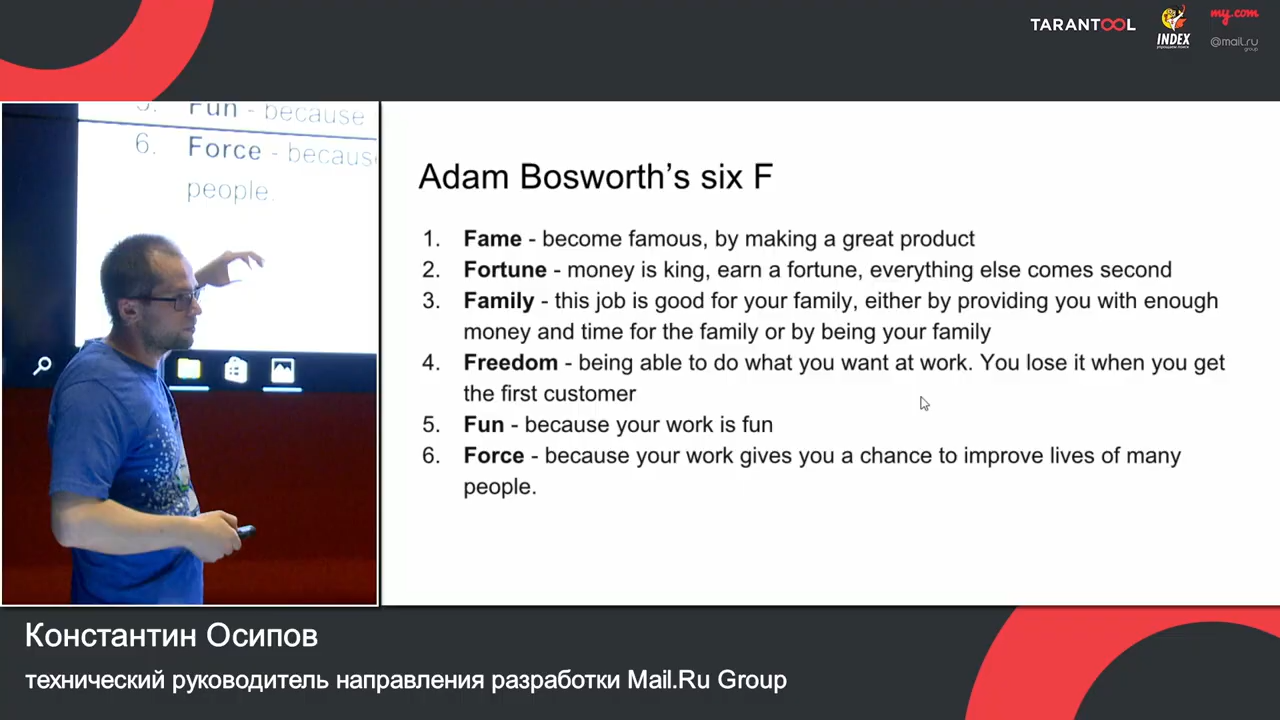 TARANTOOL
INDEX
упрощаем поиск
my.com
@mail.ru
group
5. Fun - because
6. Force - because
people.
Adam Bosworth's six F
1. Fame - become famous, by making a great product
2. Fortune - money is king, earn a fortune, everything else comes second
3. Family - this job is good for your family, either by providing you with enough
money and time for the family or by being your family
4. Freedom - being able to do what you want at work. You lose it when you get
the first customer
5. Fun - because your work is fun
6. Force - because your work gives you a chance to improve lives of many
people.
Константин Осипов
технический руководитель направления разработки Mail.Ru Group